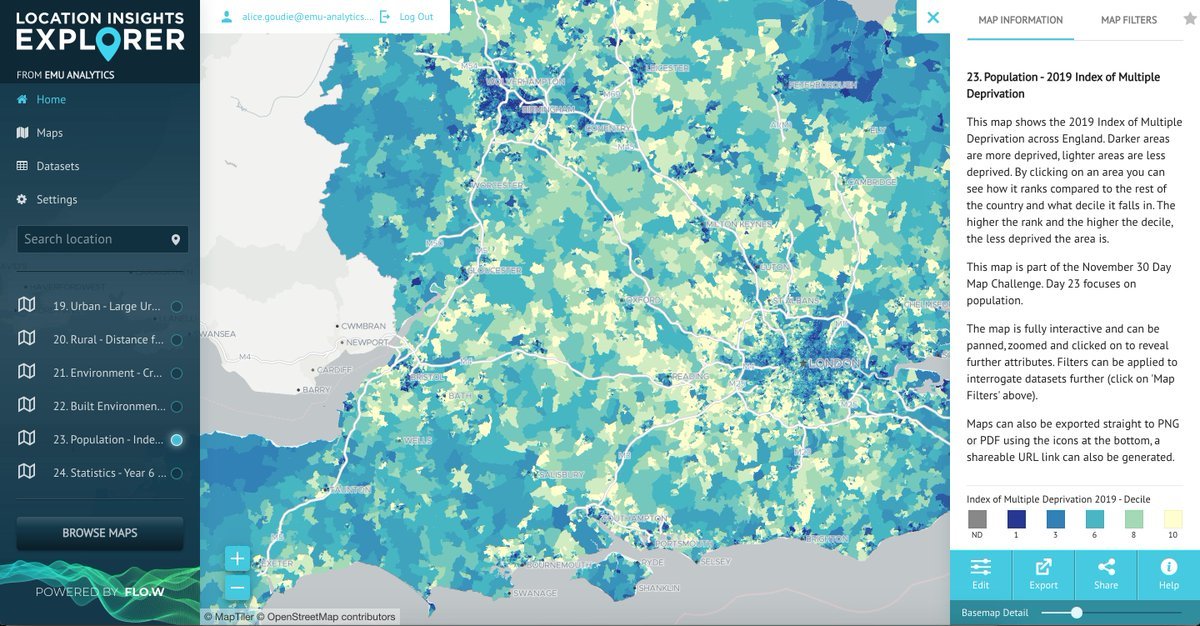 LOCATION INSIGHTS
EXPLORER
FROM EMU ANALYTICS
Home
Maps
Datasets
Settings
Search location
HAVERFORDWEST
19. Urban - Large Ur...
20. Rural - Distance f...
21. Environment - Cr...
22. Built Environmen...
23. Population - Inde...
24. Statistics - Year 6 ...
BROWSE MAPS
POWERED BY FLO.W
alice.goudie@emu-analytics....
Log Out
WOLVERHAMPTON
BIRMINGHAM
LEICESTER
PETERBOROUGH
M54
M69
COVENTRY
M45
ELY
WORCESTER
CAMBRIDGE
MILTON KEYNES
M50
M5
GLOUCESTER
LUTON
OXFORD
ST ALBANS
CHELMSFO
SWANSEA
M4
CWMBRAN
NEWPORT
CARDIFF
BARRY
M4
BRISTOL
BATH
READING
LONDON
WELLS
SALISBURY
M3
TAUNTON
SOUTHAMPTON
PORTSMOUTH
BRIGHTON
M5
EXETER
BOURNEMOUTH
RYDE
SELSEY
SHANKLIN
SWANAGE
+
−
© MapTiler © OpenStreetMap contributors
MAP INFORMATION
MAP FILTERS
23. Population - 2019 Index of Multiple
Deprivation
This map shows the 2019 Index of Multiple
Deprivation across England. Darker areas
are more deprived, lighter areas are less
deprived. By clicking on an area you can
see how it ranks compared to the rest of
the country and what decile it falls in. The
higher the rank and the higher the decile,
the less deprived the area is.
This map is part of the November 30 Day
Map Challenge. Day 23 focuses on
population.
The map is fully interactive and can be
panned, zoomed and clicked on to reveal
further attributes. Filters can be applied to
interrogate datasets further (click on 'Map
Filters' above).
Maps can also be exported straight to PNG
or PDF using the icons at the bottom, a
shareable URL link can also be generated.
Index of Multiple Deprivation 2019 - Decile
ND 1 3 6 8 10
Edit Export Share Help
Basemap Detail